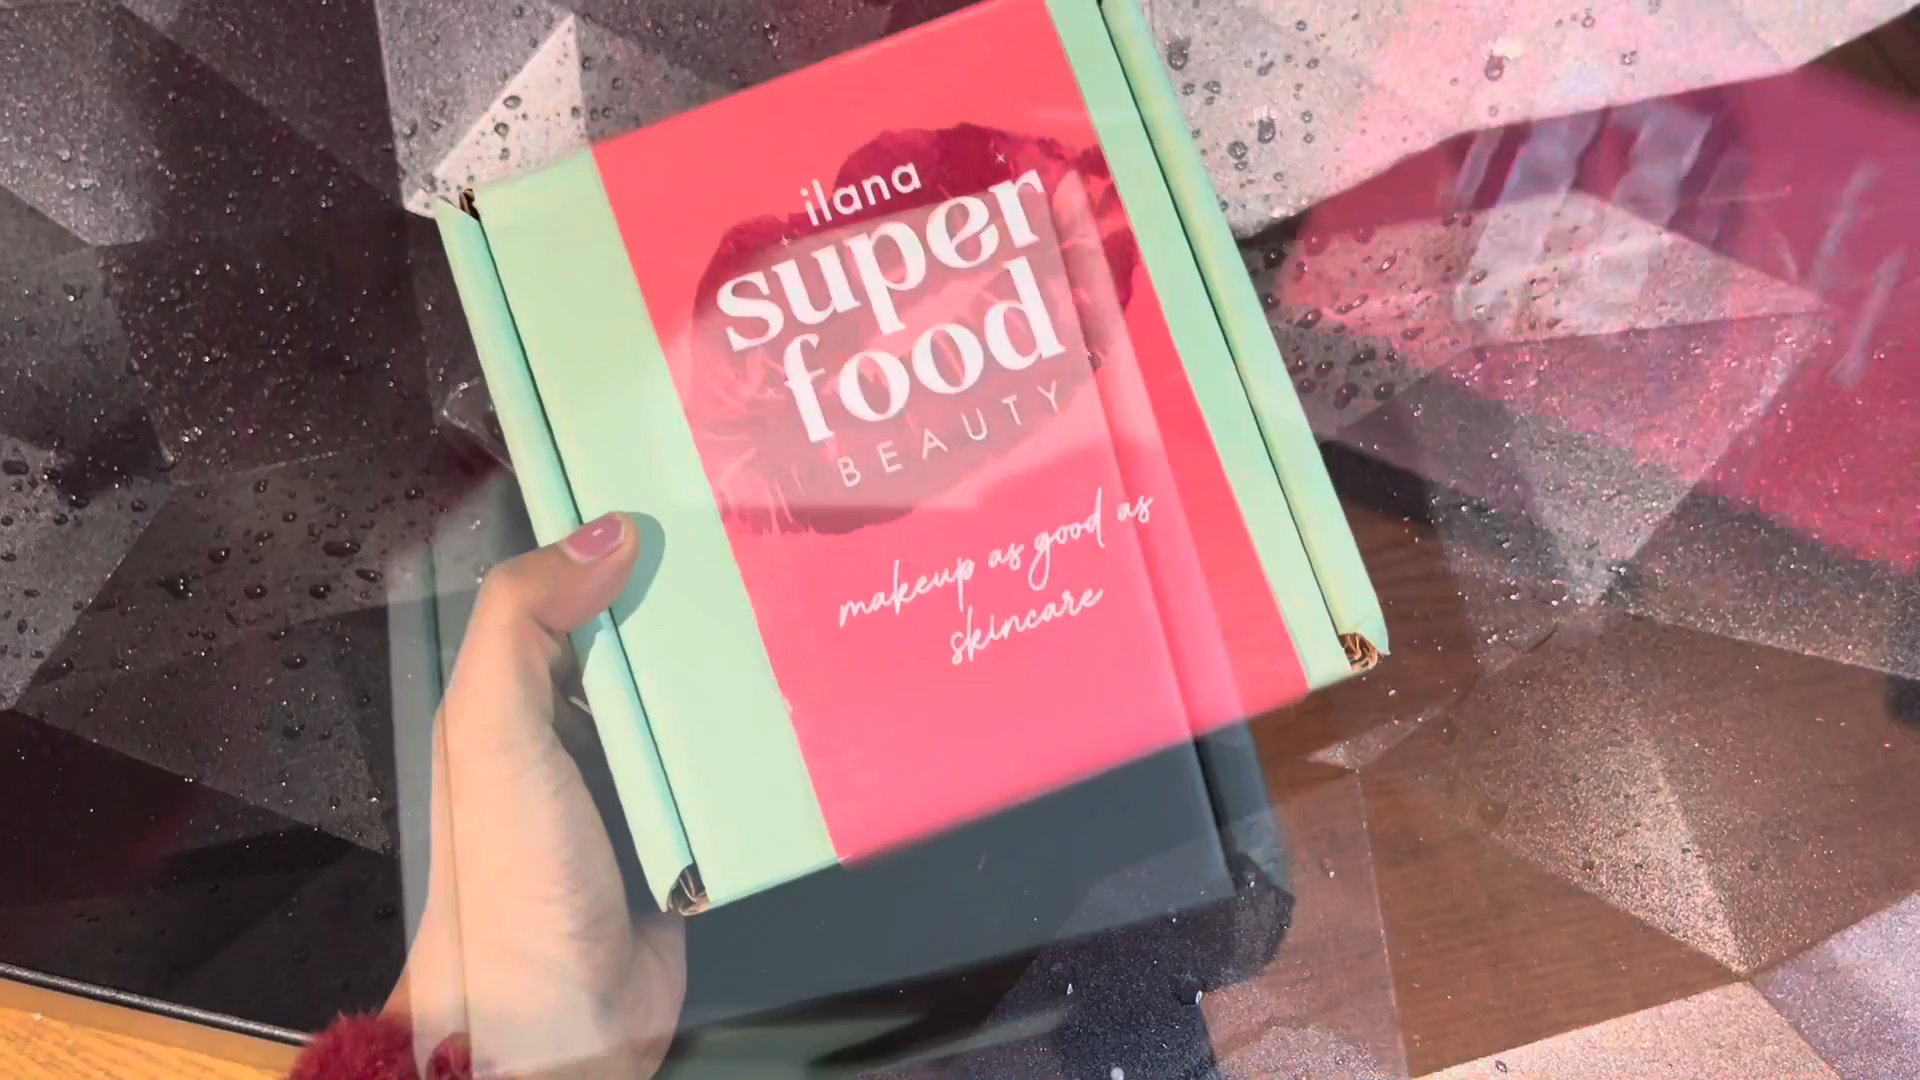 ilana
super
food
BEAUTY
makeup as good as
skincare